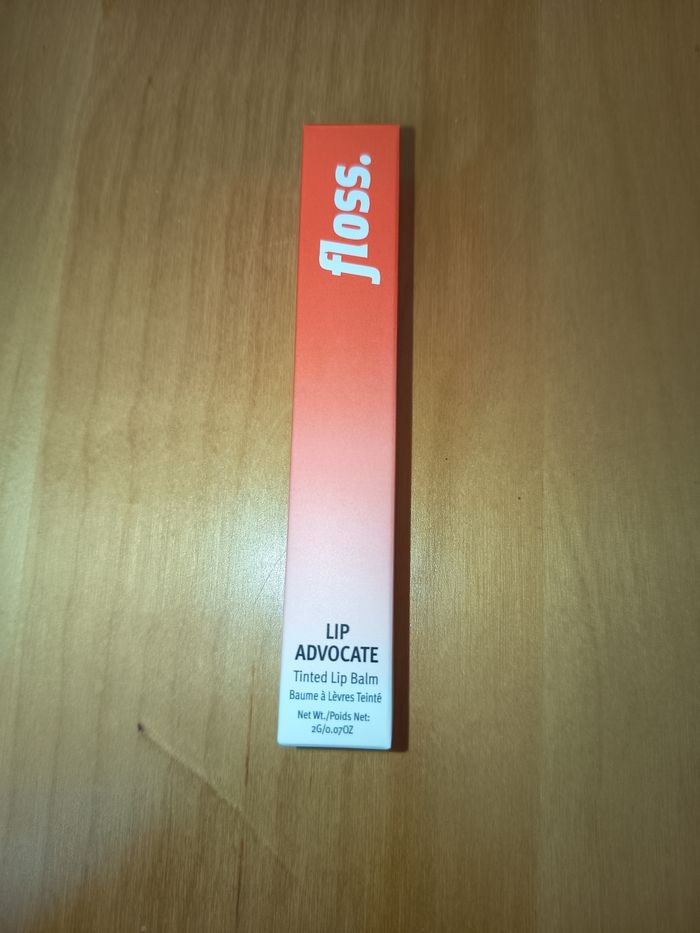 floss.
LIP
ADVOCATE
Tinted Lip Balm
Baume à Lèvres Teinté
Net Wt./Poids Net:
2G/0.07OZ